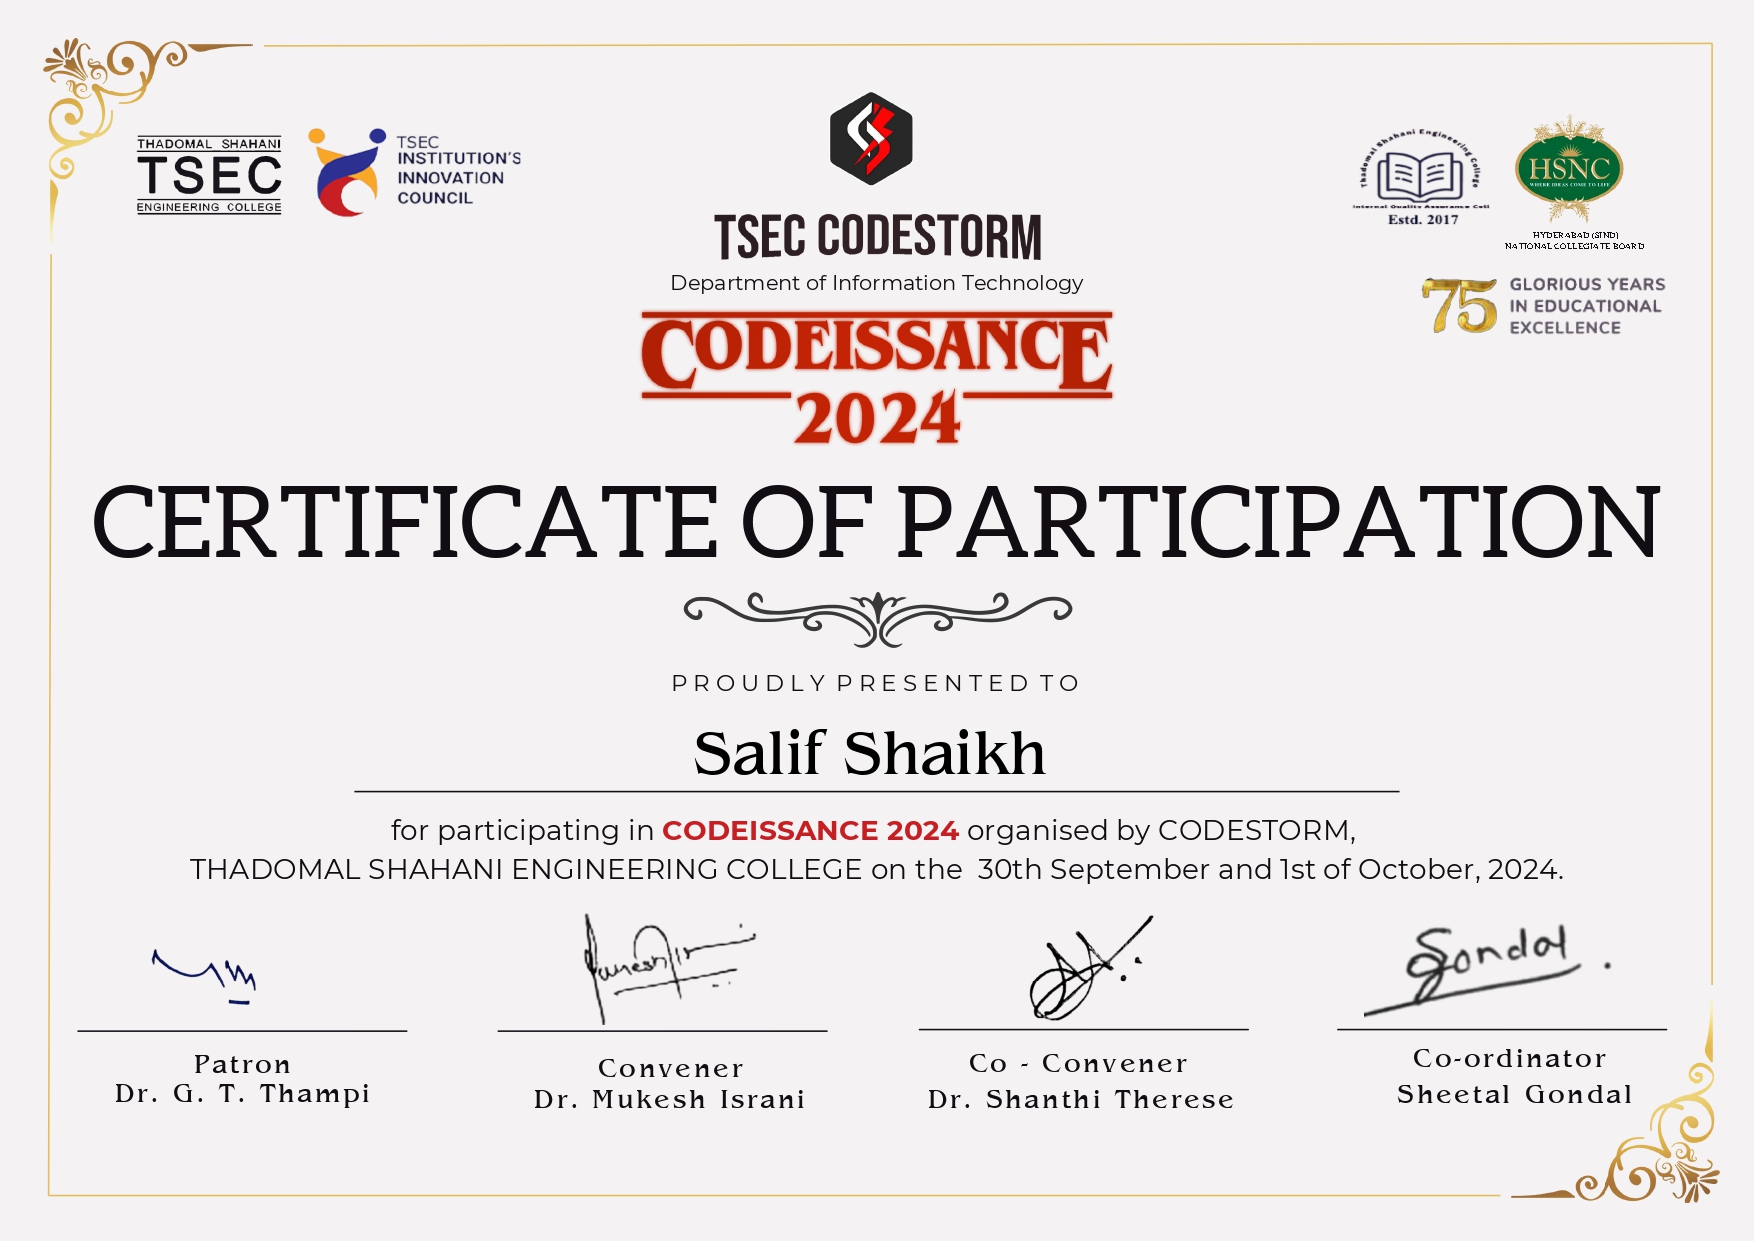 THADOMAL SHAHANI
TSEC
ENGINEERING COLLEGE
TSEC
INSTITUTION'S
INNOVATION
COUNCIL
Thadomal Shahani Engineering College
Internal Quality Assurance Cell
Estd. 2017
HSNC
WHERE IDEAS COME TO LIFE
HYDERABAD (SIND)
NATIONAL COLLEGIATE BOARD
75 GLORIOUS YEARS
IN EDUCATIONAL
EXCELLENCE
TSEC CODESTORM
Department of Information Technology
CODEISSANCE
2024
CERTIFICATE OF PARTICIPATION
PROUDLY PRESENTED TO
Salif Shaikh
for participating in CODEISSANCE 2024 organised by CODESTORM,
THADOMAL SHAHANI ENGINEERING COLLEGE on the 30th September and 1st of October, 2024.
Gondal
Patron
Dr. G. T. Thampi
Convener
Dr. Mukesh Israni
Co - Convener
Dr. Shanthi Therese
Co-ordinator
Sheetal Gondal